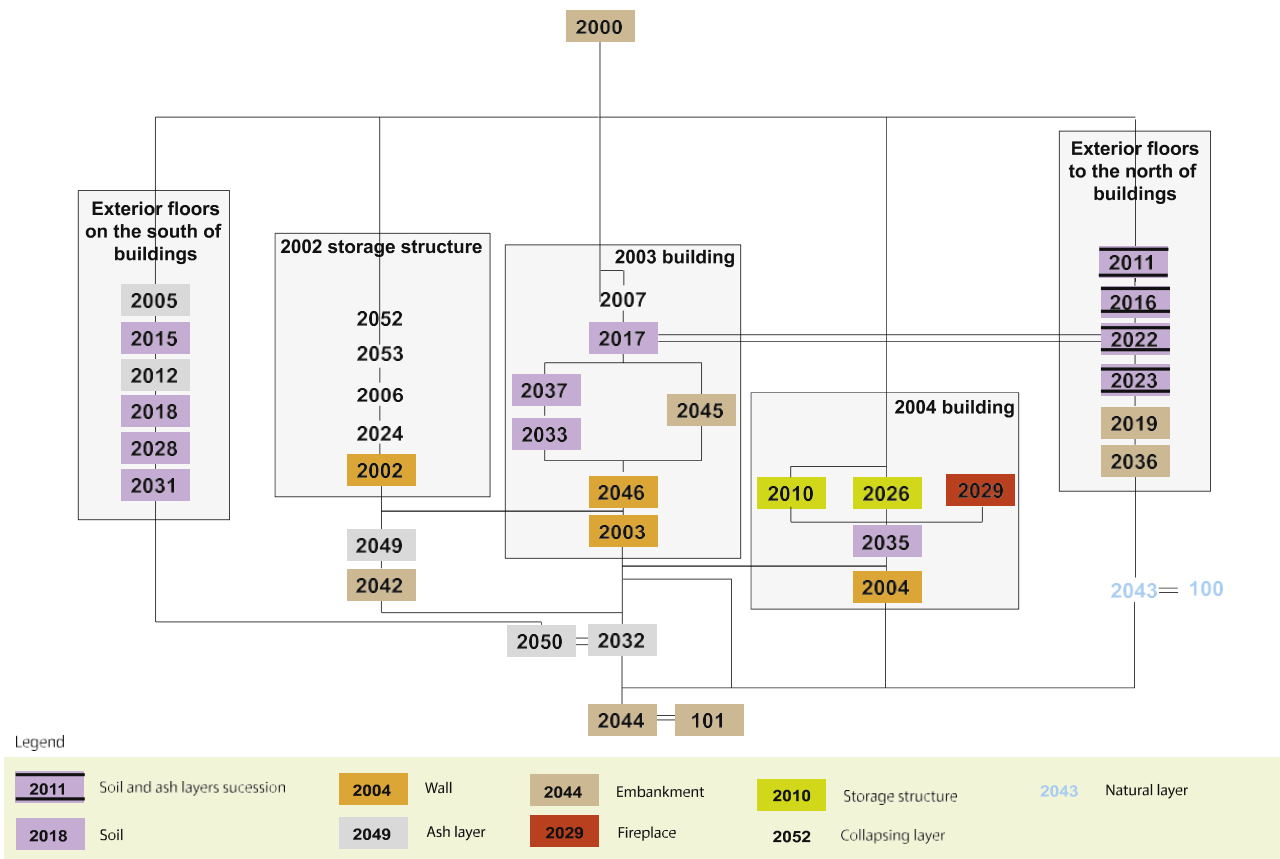 2000
Exterior floors
on the south of
buildings
2005
2015
2012
2018
2028
2031
2002 storage structure
2052
2053
2006
2024
2002
2049
2042
2003 building
2007
2017
2037
2033
2045
2046
2003
2004 building
2010
2026
2029
2035
2004
Exterior floors
to the north of
buildings
2011
2016
2022
2023
2019
2036
2043
100
2050
2032
2044
101
Legend
2011 Soil and ash layers sucession
2018 Soil
2004 Wall
2049 Ash layer
2044 Embankment
2029 Fireplace
2010 Storage structure
2052 Collapsing layer
2043 Natural layer